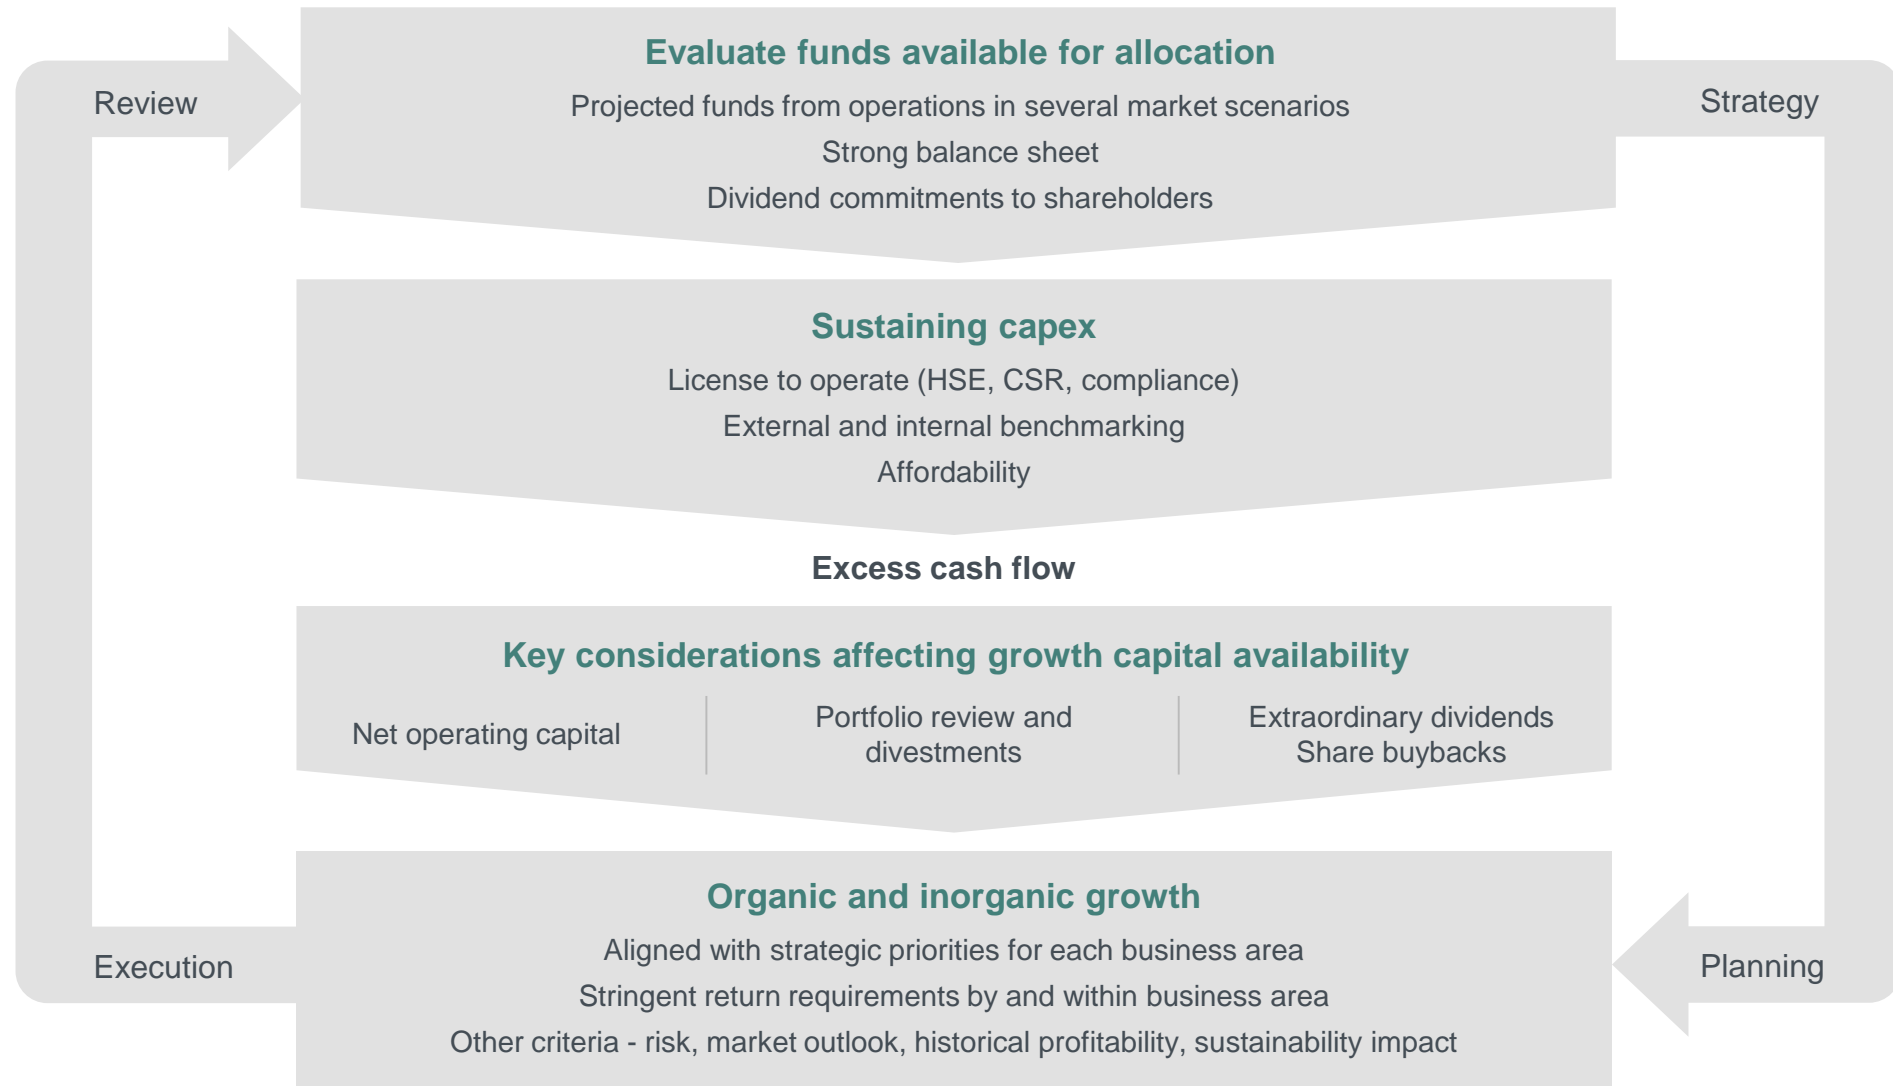 Evaluate funds available for allocation
Review
Projected funds from operations in several market scenarios
Strategy
Strong balance sheet
Dividend commitments to shareholders
Sustaining capex
License to operate (HSE, CSR, compliance)
External and internal benchmarking
Affordability
Excess cash flow
Key considerations affecting growth capital availability
Net operating capital
Portfolio review and
divestments
Extraordinary dividends
Share buybacks
Organic and inorganic growth
Aligned with strategic priorities for each business area
Execution
Planning
Stringent return requirements by and within business area
Other criteria - risk, market outlook, historical profitability, sustainability impact